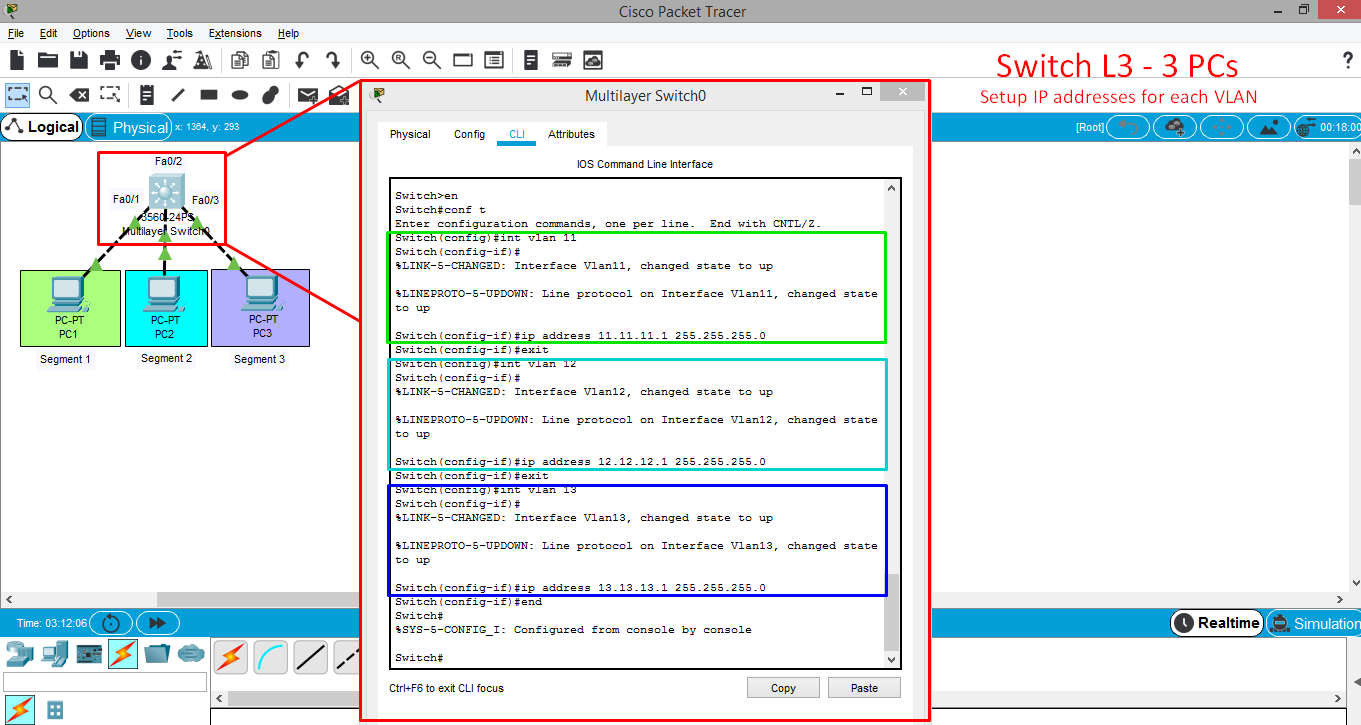 Cisco Packet Tracer
File Edit Options View Tools Extensions Help
Switch L3 - 3 PCs
Setup IP addresses for each VLAN
?
Logical
Physical
x: 1364, y: 293
[Root]
00:18:00
Fa0/2
Fa0/1
Fa0/3
3560-24PS
Multilayer Switch0
PC-PT
PC1
PC-PT
PC2
PC-PT
PC3
Segment 1
Segment 2
Segment 3
Multilayer Switch0
Physical Config CLI Attributes
IOS Command Line Interface
Switch>en
Switch#conf t
Enter configuration commands, one per line.  End with CNTL/Z.
Switch(config)#int vlan 11
Switch(config-if)#
%LINK-5-CHANGED: Interface Vlan11, changed state to up
%LINEPROTO-5-UPDOWN: Line protocol on Interface Vlan11, changed state
to up
Switch(config-if)#ip address 11.11.11.1 255.255.255.0
Switch(config-if)#exit
Switch(config)#int vlan 12
Switch(config-if)#
%LINK-5-CHANGED: Interface Vlan12, changed state to up
%LINEPROTO-5-UPDOWN: Line protocol on Interface Vlan12, changed state
to up
Switch(config-if)#ip address 12.12.12.1 255.255.255.0
Switch(config-if)#exit
Switch(config)#int vlan 13
Switch(config-if)#
%LINK-5-CHANGED: Interface Vlan13, changed state to up
%LINEPROTO-5-UPDOWN: Line protocol on Interface Vlan13, changed state
to up
Switch(config-if)#ip address 13.13.13.1 255.255.255.0
Switch(config-if)#end
Switch#
%SYS-5-CONFIG_I: Configured from console by console
Switch#
Ctrl+F6 to exit CLI focus
Copy
Paste
Time: 03:12:06
Realtime
Simulation